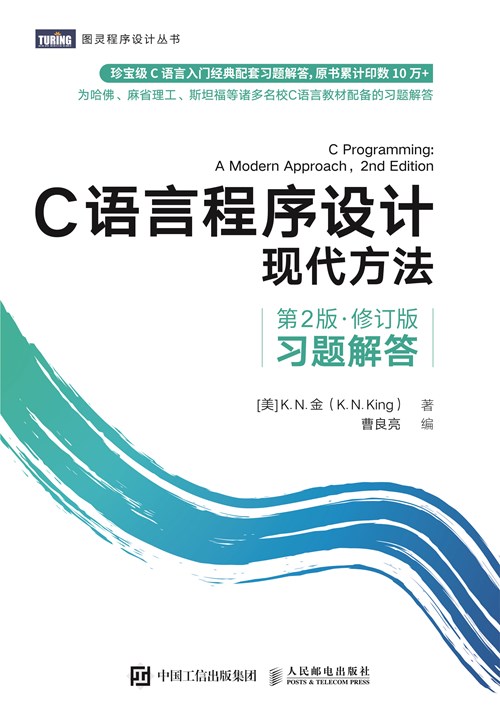 TURING 图灵程序设计丛书
珍宝级 C 语言入门经典配套习题解答，原书累计印数 10 万+
为哈佛、麻省理工、斯坦福等诸多名校C语言教材配备的习题解答
C Programming:
A Modern Approach, 2nd Edition
C语言程序设计
现代方法
第2版·修订版
习题解答
[美]K. N. 金（K. N. King） 著
曹良亮 编
中国工信出版集团 人民邮电出版社
POSTS & TELECOM PRESS